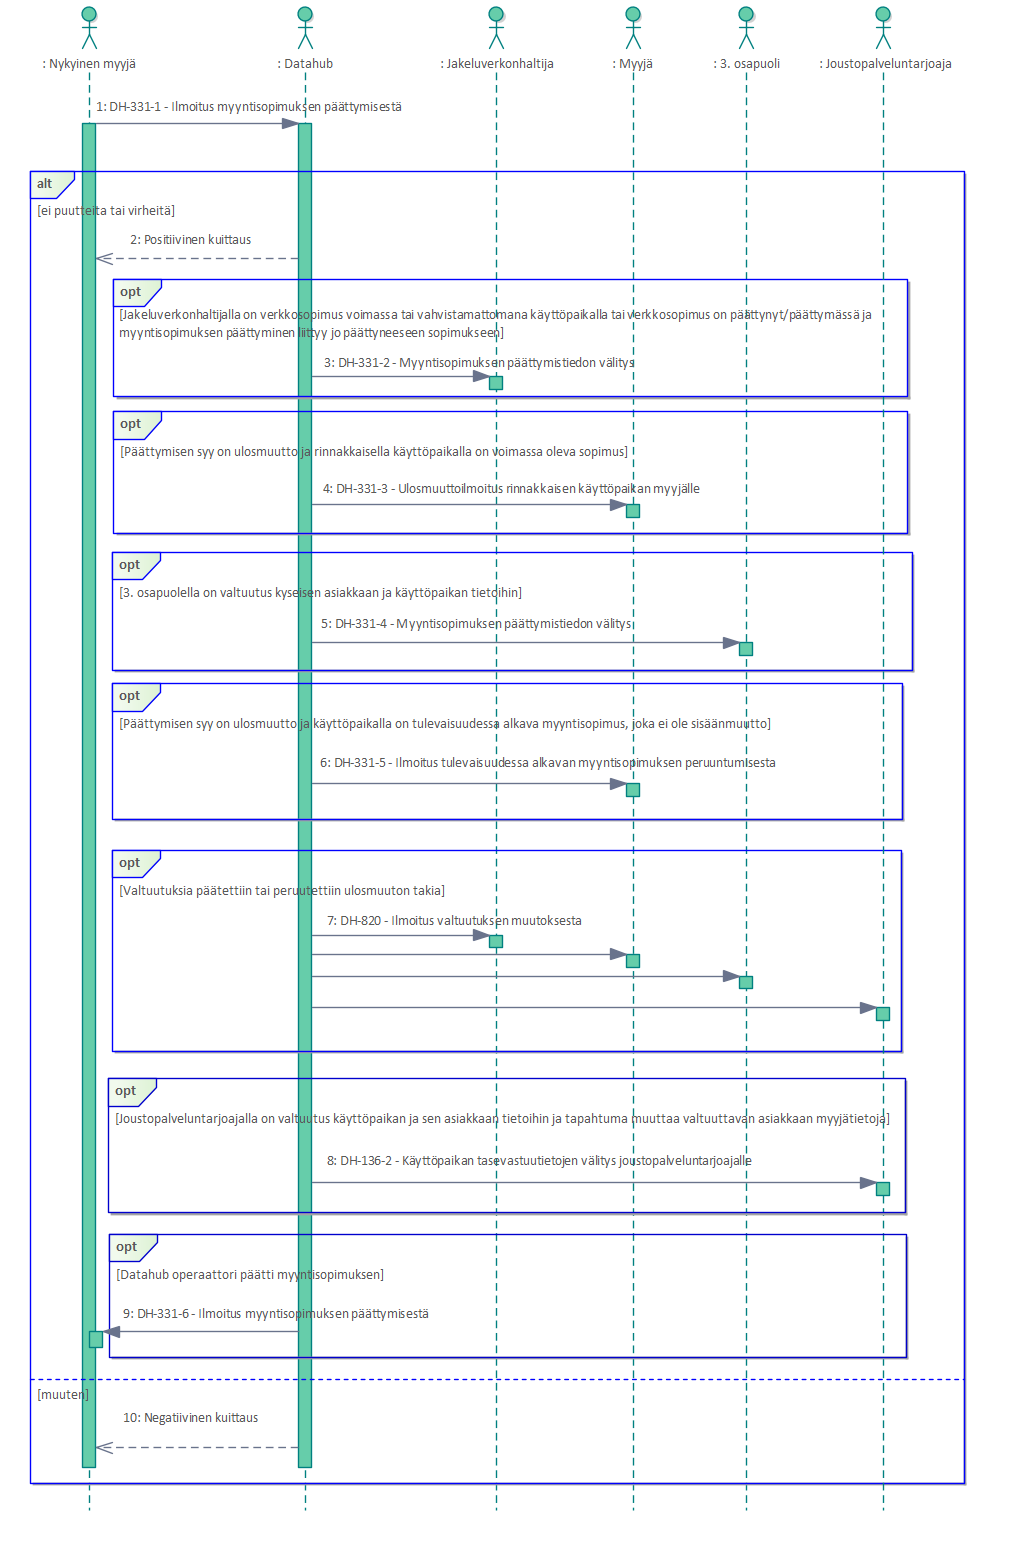 : Nykyinen myyjä
: Datahub
: Jakeluverkonhaltija
: Myyjä
: 3. osapuoli
: Joustopalveluntarjoaja
1: DH-331-1 - Ilmoitus myyntisopimuksen päättymisestä
alt
[ei puutteita tai virheitä]
2: Positiivinen kuittaus
opt
[Jakeluverkonhaltijalla on verkkosopimus voimassa tai vahvistamattomana käyttöpaikalla tai verkkosopimus on päättynyt/päättymässä ja
myyntisopimuksen päättyminen liittyy jo päättyneeseen sopimukseen]
3: DH-331-2 - Myyntisopimuksen päättymistiedon välitys
opt
[Päättymisen syy on ulosmuutto ja rinnakkaisella käyttöpaikalla on voimassa oleva sopimus]
4: DH-331-3 - Ulosmuuttoilmoitus rinnakkaisen käyttöpaikan myyjälle
opt
[3. osapuolella on valtuutus kyseisen asiakkaan ja käyttöpaikan tietoihin]
5: DH-331-4 - Myyntisopimuksen päättymistiedon välitys
opt
[Päättymisen syy on ulosmuutto ja käyttöpaikalla on tulevaisuudessa alkava myyntisopimus, joka ei ole sisäänmuutto]
6: DH-331-5 - Ilmoitus tulevaisuudessa alkavan myyntisopimuksen peruuntumisesta
opt
[Valtuutuksia päätettiin tai peruutettiin ulosmuuton takia]
7: DH-820 - Ilmoitus valtuutuksen muutoksesta
opt
[Joustopalveluntarjoajalla on valtuutus käyttöpaikan ja sen asiakkaan tietoihin ja tapahtuma muuttaa valtuuttavan asiakkaan myyjätietoja]
8: DH-136-2 - Käyttöpaikan tasevastuutietojen välitys joustopalveluntarjoajalle
opt
[Datahub operaattori päätti myyntisopimuksen]
9: DH-331-6 - Ilmoitus myyntisopimuksen päättymisestä
[muuten]
10: Negatiivinen kuittaus